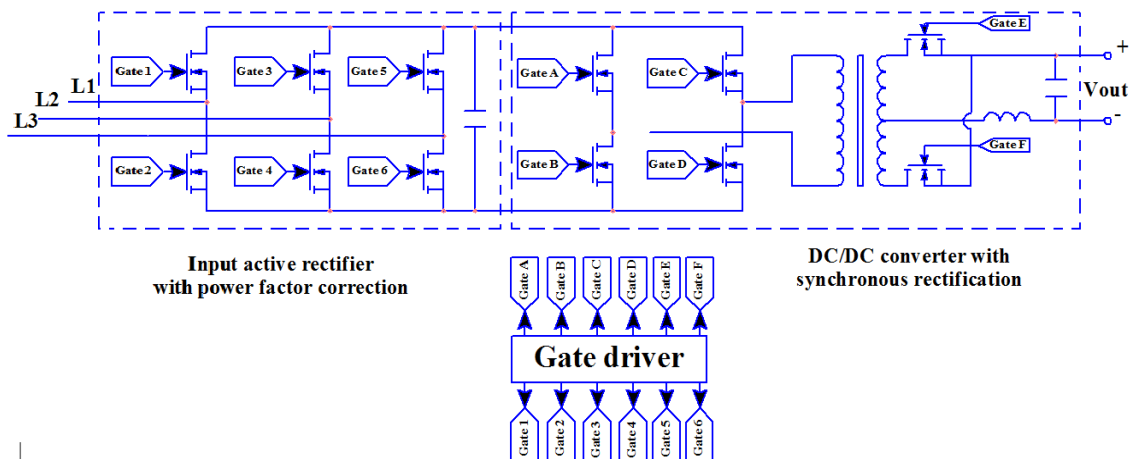 Gate E
Gate 1
Gate 3
Gate 5
Gate A
Gate C
+
L1
L2
L3
Vout
-
Gate 2
Gate 4
Gate 6
Gate B
Gate D
Gate F
Input active rectifier
with power factor correction
DC/DC converter with
synchronous rectification
Gate A
Gate B
Gate C
Gate D
Gate E
Gate F
Gate driver
Gate 1
Gate 2
Gate 3
Gate 4
Gate 5
Gate 6